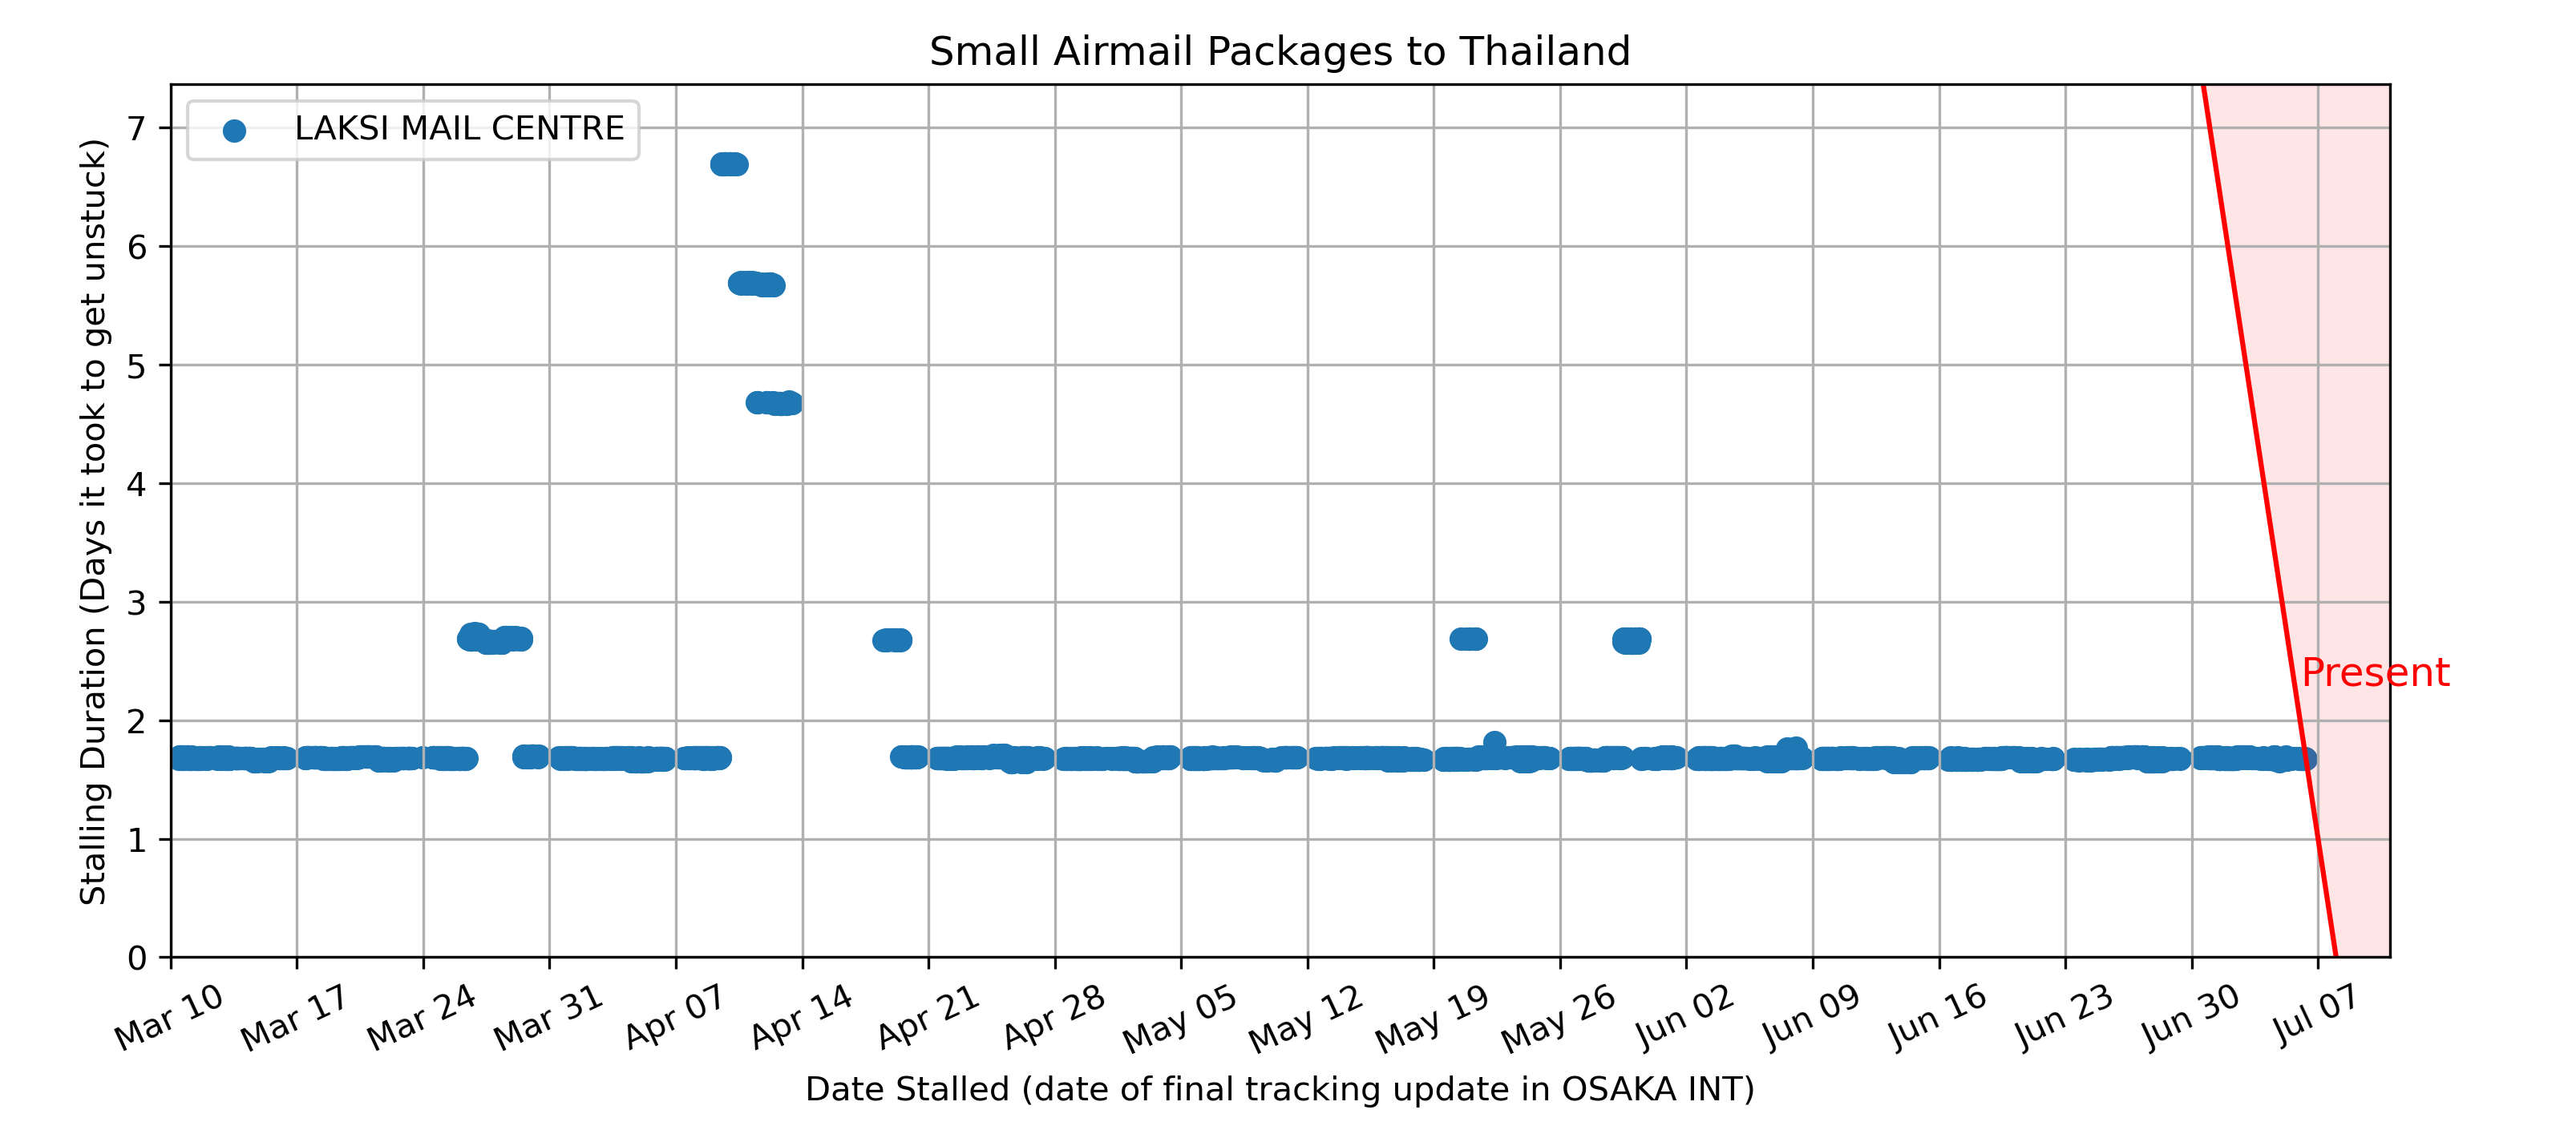 Small Airmail Packages to Thailand
LAKSI MAIL CENTRE
Stalling Duration (Days it took to get unstuck)
7
6
5
4
3
2
1
0
Present
Mar 10
Mar 17
Mar 24
Mar 31
Apr 07
Apr 14
Apr 21
Apr 28
May 05
May 12
May 19
May 26
Jun 02
Jun 09
Jun 16
Jun 23
Jun 30
Jul 07
Date Stalled (date of final tracking update in OSAKA INT)